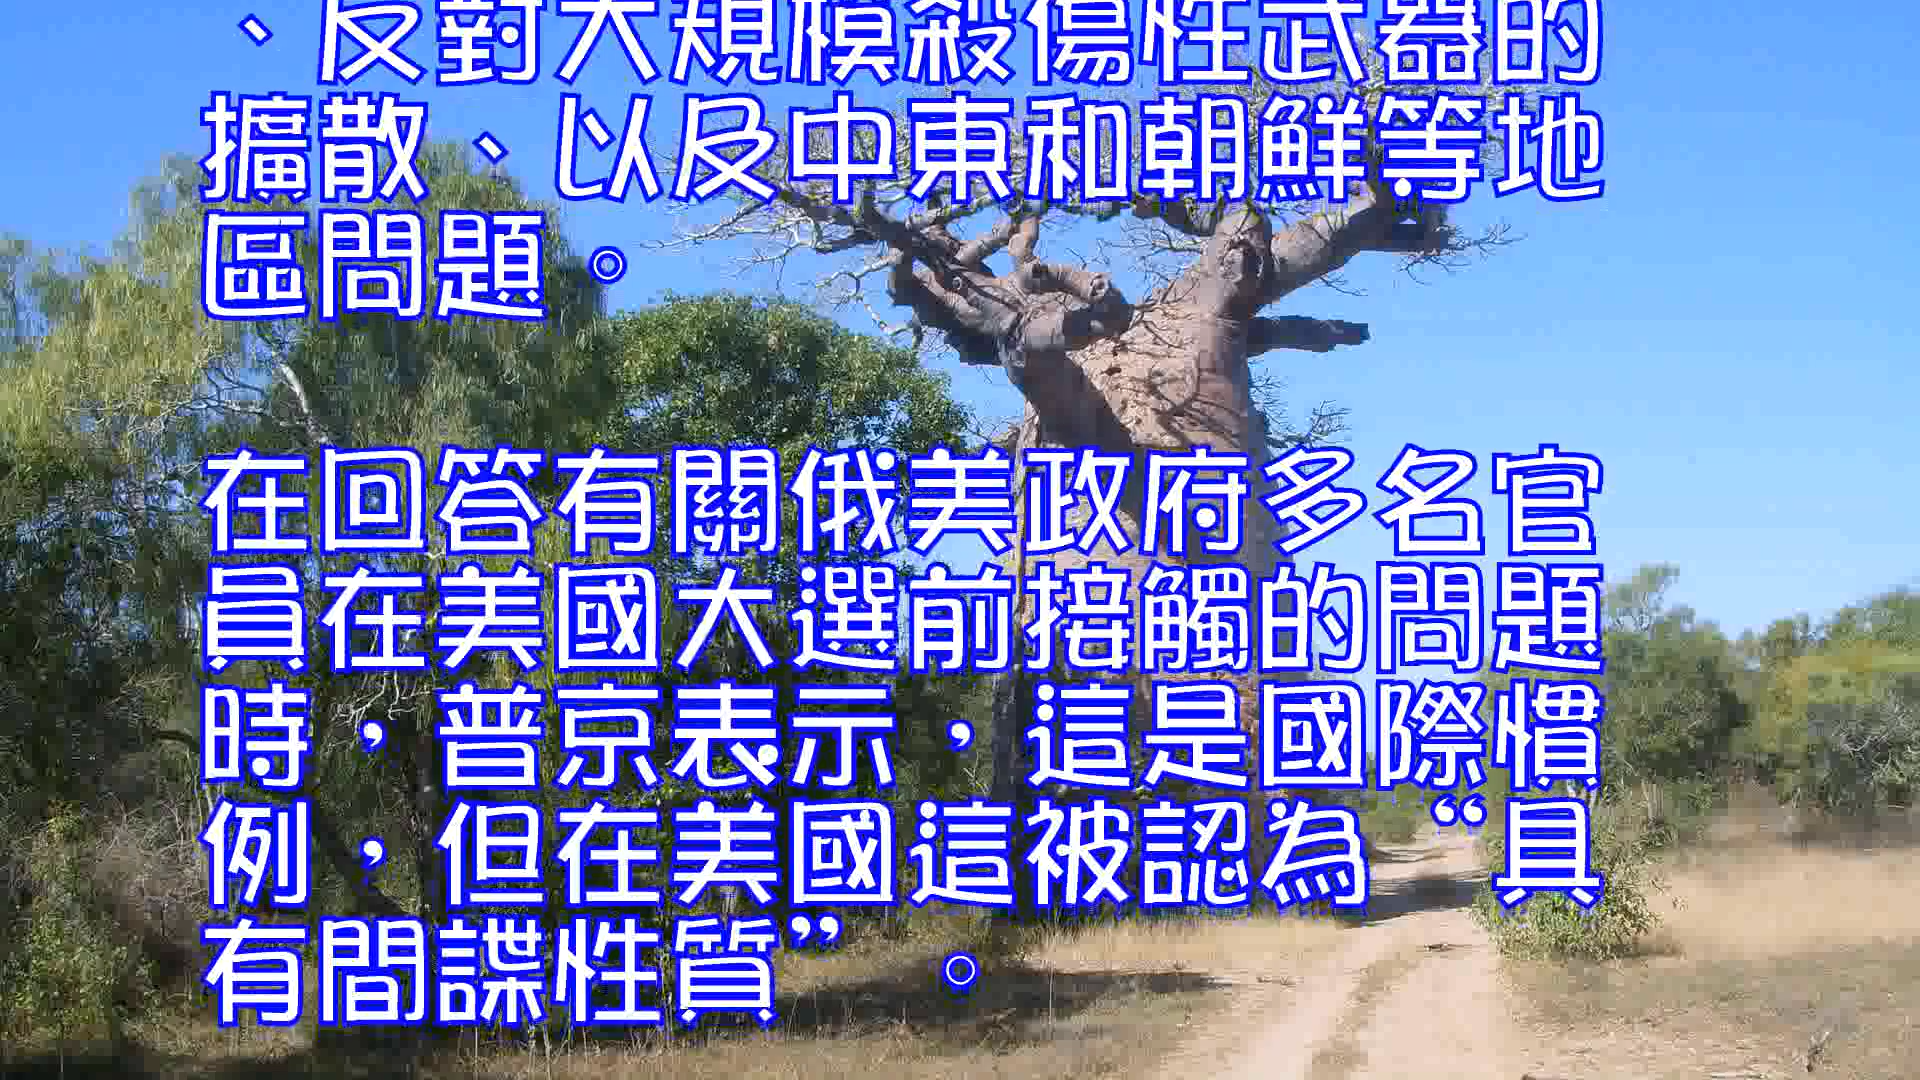 、反對大規模殺傷性武器的
擴散、以及中東和朝鮮等地
區問題。
在回答有關俄美政府多名官
員在美國大選前接觸的問題
時，普京表示，這是國際慣
例，但在美國這被認為“具
有間諜性質”。